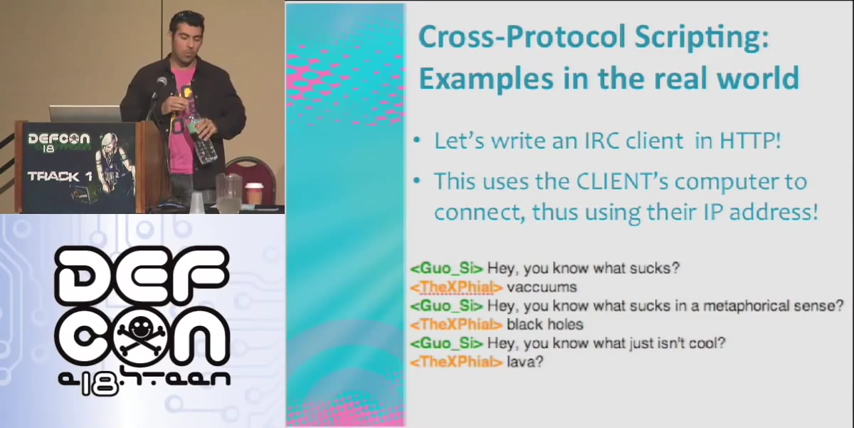 DEFCON
18
TRACK 1
DEF
CON
e18hteen
Cross-Protocol Scripting:
Examples in the real world
• Let's write an IRC client in HTTP!
• This uses the CLIENT's computer to
connect, thus using their IP address!
<Guo_Si> Hey, you know what sucks?
<TheXPhial> vaccuums
<Guo_Si> Hey, you know what sucks in a metaphorical sense?
<TheXPhial> black holes
<Guo_Si> Hey, you know what just isn't cool?
<TheXPhial> lava?